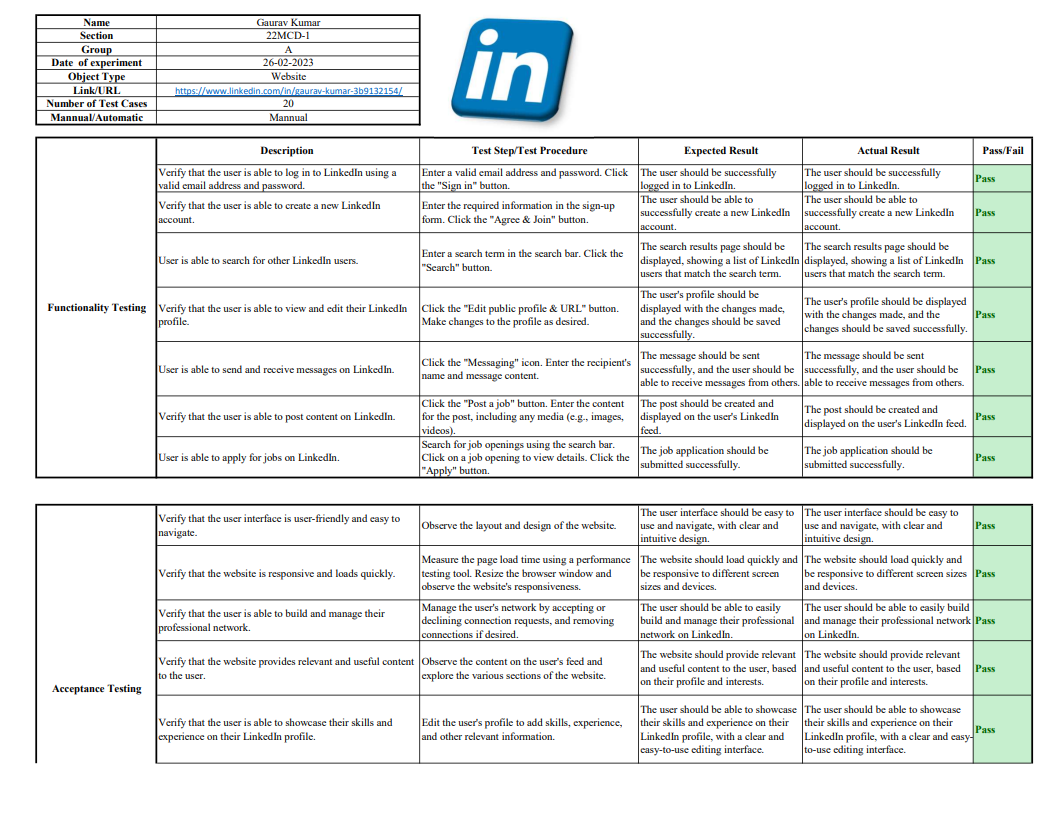 Name Gaurav Kumar
Section 22MCD-1
Group A
Date of experiment 26-02-2023
Object Type Website
Link/URL https://www.linkedin.com/in/gaurav-kumar-3b9132154/
Number of Test Cases 20
Mannual/Automatic Mannual
in
Description Test Step/Test Procedure Expected Result Actual Result Pass/Fail
Functionality Testing
Verify that the user is able to log in to LinkedIn using a
valid email address and password.
Enter a valid email address and password. Click
the "Sign in" button.
The user should be successfully
logged in to LinkedIn.
The user should be successfully
logged in to LinkedIn.
Pass
Verify that the user is able to create a new LinkedIn
account.
Enter the required information in the sign-up
form. Click the "Agree & Join" button.
The user should be able to
successfully create a new LinkedIn
account.
The user should be able to
successfully create a new LinkedIn
account.
Pass
User is able to search for other LinkedIn users.
Enter a search term in the search bar. Click the
"Search" button.
The search results page should be
displayed, showing a list of LinkedIn
users that match the search term.
The search results page should be
displayed, showing a list of LinkedIn
users that match the search term.
Pass
Verify that the user is able to view and edit their LinkedIn
profile.
Click the "Edit public profile & URL" button.
Make changes to the profile as desired.
The user's profile should be
displayed with the changes made,
and the changes should be saved
successfully.
The user's profile should be displayed
with the changes made, and the
changes should be saved successfully.
Pass
User is able to send and receive messages on LinkedIn.
Click the "Messaging" icon. Enter the recipient's
name and message content.
The message should be sent
successfully, and the user should be
able to receive messages from others.
The message should be sent
successfully, and the user should be
able to receive messages from others.
Pass
Verify that the user is able to post content on LinkedIn.
Click the "Post a job" button. Enter the content
for the post, including any media (e.g., images,
videos).
The post should be created and
displayed on the user's LinkedIn
feed.
The post should be created and
displayed on the user's LinkedIn feed.
Pass
User is able to apply for jobs on LinkedIn.
Search for job openings using the search bar.
Click on a job opening to view details. Click the
"Apply" button.
The job application should be
submitted successfully.
The job application should be
submitted successfully.
Pass
Acceptance Testing
Verify that the user interface is user-friendly and easy to
navigate.
Observe the layout and design of the website.
The user interface should be easy to
use and navigate, with clear and
intuitive design.
The user interface should be easy to
use and navigate, with clear and
intuitive design.
Pass
Verify that the website is responsive and loads quickly.
Measure the page load time using a performance
testing tool. Resize the browser window and
observe the website's responsiveness.
The website should load quickly and
be responsive to different screen
sizes and devices.
The website should load quickly and
be responsive to different screen sizes
and devices.
Pass
Verify that the user is able to build and manage their
professional network.
Manage the user's network by accepting or
declining connection requests, and removing
connections if desired.
The user should be able to easily
build and manage their professional
network on LinkedIn.
The user should be able to easily build
and manage their professional network
on LinkedIn.
Pass
Verify that the website provides relevant and useful content
to the user.
Observe the content on the user's feed and
explore the various sections of the website.
The website should provide relevant
and useful content to the user, based
on their profile and interests.
The website should provide relevant
and useful content to the user, based
on their profile and interests.
Pass
Verify that the user is able to showcase their skills and
experience on their LinkedIn profile.
Edit the user's profile to add skills, experience,
and other relevant information.
The user should be able to showcase
their skills and experience on their
LinkedIn profile, with a clear and
easy-to-use editing interface.
The user should be able to showcase
their skills and experience on their
LinkedIn profile, with a clear and easy-
to-use editing interface.
Pass